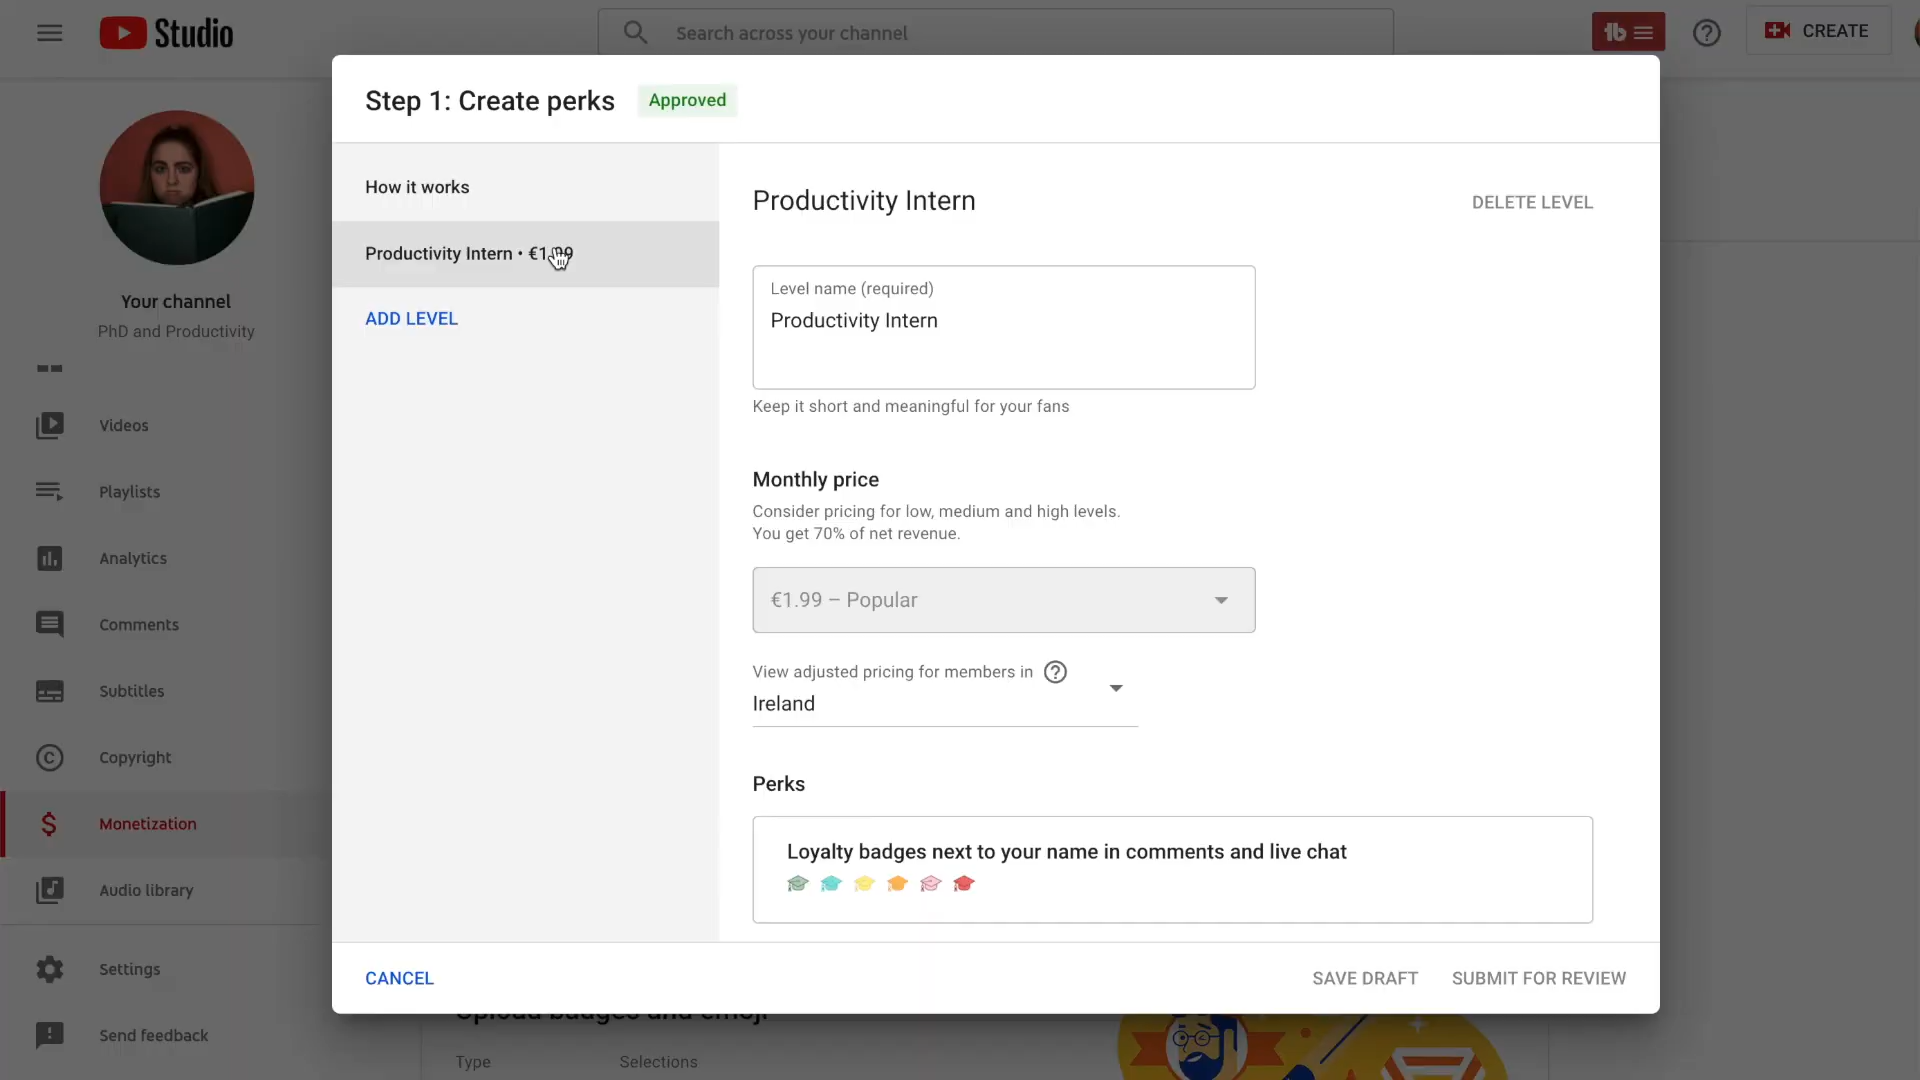 Studio
Search across your channel
tb
CREATE
Step 1: Create perks
Approved
How it works
Productivity Intern • €1.99
ADD LEVEL
Productivity Intern
DELETE LEVEL
Level name (required)
Productivity Intern
Keep it short and meaningful for your fans
Monthly price
Consider pricing for low, medium and high levels.
You get 70% of net revenue.
€1.99 – Popular
View adjusted pricing for members in
Ireland
Perks
Loyalty badges next to your name in comments and live chat
CANCEL
SAVE DRAFT
SUBMIT FOR REVIEW
Your channel
PhD and Productivity
Videos
Playlists
Analytics
Comments
Subtitles
Copyright
Monetization
Audio library
Settings
Send feedback
Upload badges and emoji
Type
Selections